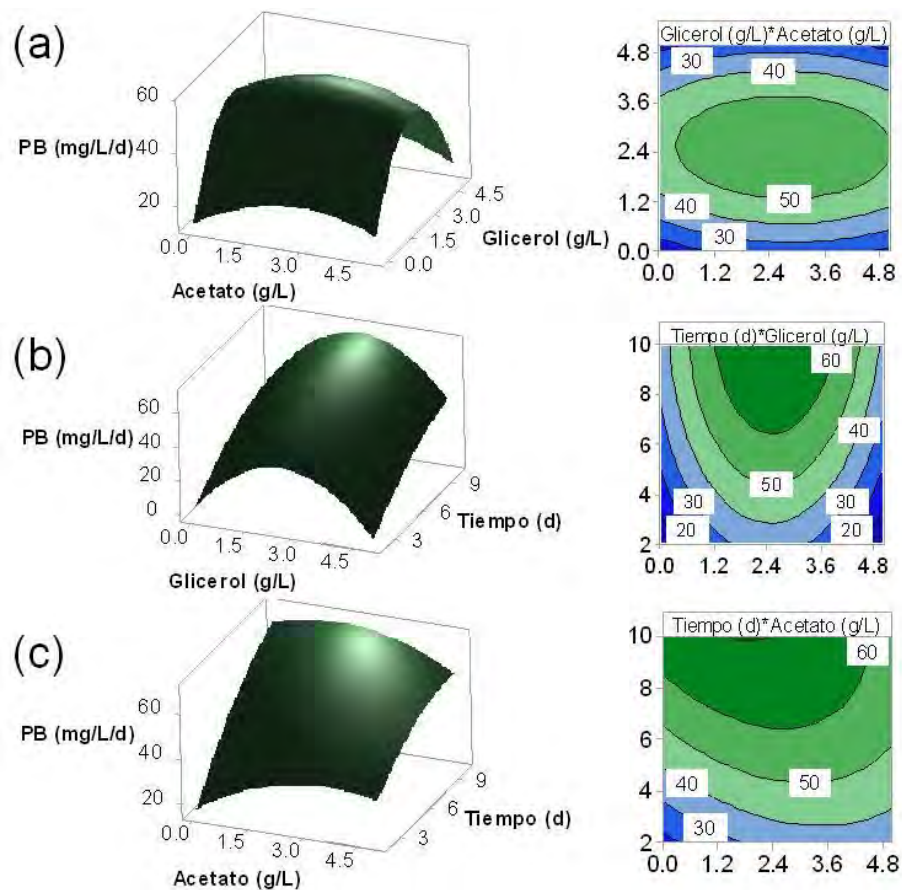 (a)
60
PB (mg/L/d) 40
20
0.0 1.5 3.0 4.5
Acetato (g/L)
0.0 1.5 3.0 4.5
Glicerol (g/L)
Glicerol (g/L)*Acetato (g/L)
4.8
3.6
2.4
1.2
0.0
30 40
50
40
30
0.0 1.2 2.4 3.6 4.8
(b)
60
PB (mg/L/d) 40
20
0
0.0 1.5 3.0 4.5
Glicerol (g/L)
3 6 9
Tiempo (d)
Tiempo (d)*Glicerol (g/L)
10
8
6
4
2
60
40
50
30 30
20 20
0.0 1.2 2.4 3.6 4.8
(c)
60
PB (mg/L/d)
40
20
0.0 1.5 3.0 4.5
Acetato (g/L)
3 6 9
Tiempo (d)
Tiempo (d)*Acetato (g/L)
10
8
6
4
2
60
50
40
30
0.0 1.2 2.4 3.6 4.8